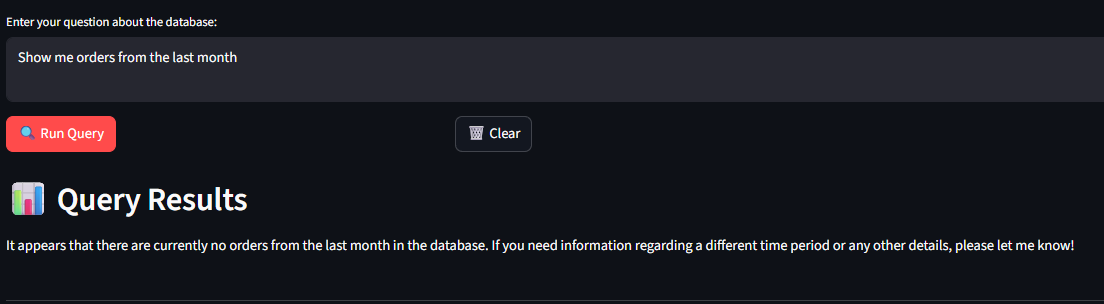 Enter your question about the database:
Show me orders from the last month
Run Query
Clear
Query Results
It appears that there are currently no orders from the last month in the database. If you need information regarding a different time period or any other details, please let me know!